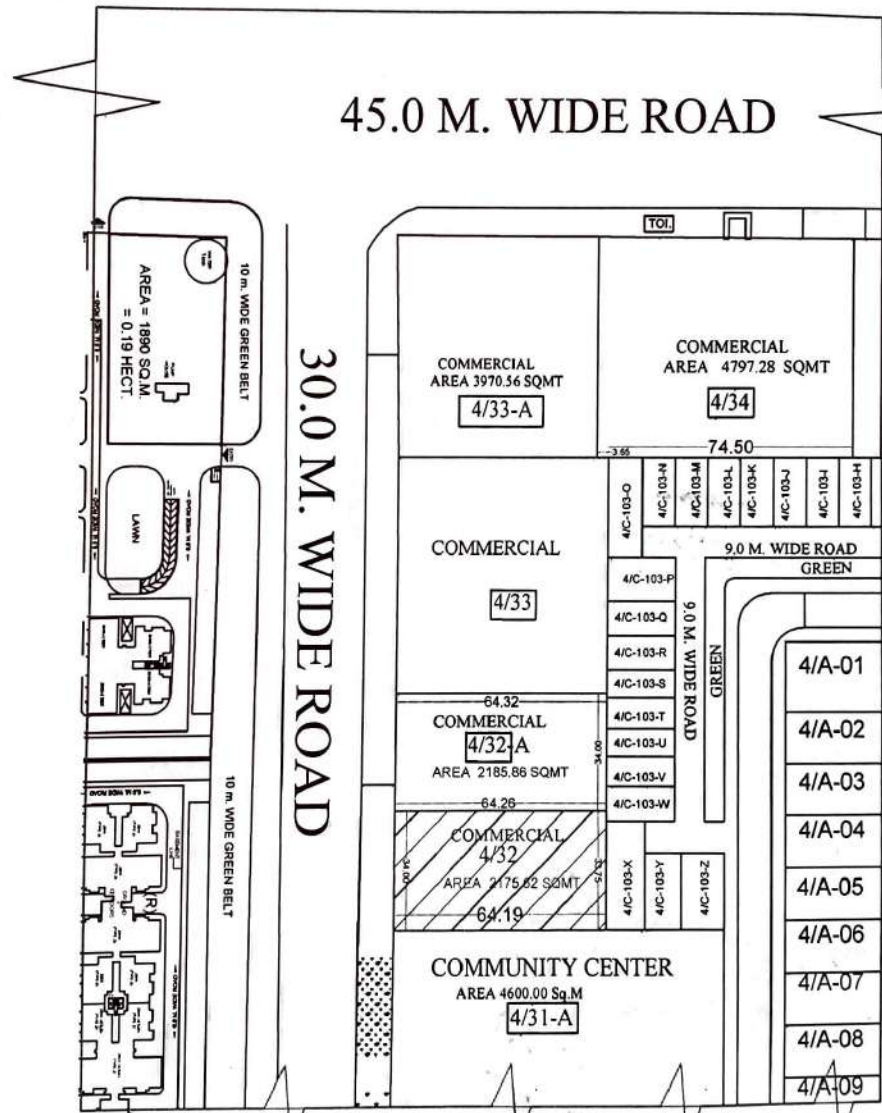 45.0 M. WIDE ROAD
TOI.
10 m. WIDE GREEN BELT
AREA = 1890 SQ.M.
= 0.19 HECT.
30.0 M. WIDE ROAD
COMMERCIAL
AREA 3970.56 SQMT
4/33-A
COMMERCIAL
AREA 4797.28 SQMT
4/34
3.65
74.50
4/C-103-O
4/C-103-N
4/C-103-M
4/C-103-L
4/C-103-K
4/C-103-J
4/C-103-I
4/C-103-H
LAWN
COMMERCIAL
4/33
9.0 M. WIDE ROAD
GREEN
4/C-103-P
4/C-103-Q
4/C-103-R
4/C-103-S
4/C-103-T
4/C-103-U
4/C-103-V
4/C-103-W
9.0 M. WIDE ROAD
GREEN
64.32
COMMERCIAL
4/32-A
AREA 2185.86 SQMT
34.00
64.26
COMMERCIAL
4/32
AREA 2175.62 SQMT
34.00
33.75
64.19
4/C-103-X
4/C-103-Y
4/C-103-Z
10 m. WIDE GREEN BELT
COMMUNITY CENTER
AREA 4600.00 Sq.M
4/31-A
4/A-01
4/A-02
4/A-03
4/A-04
4/A-05
4/A-06
4/A-07
4/A-08
4/A-09